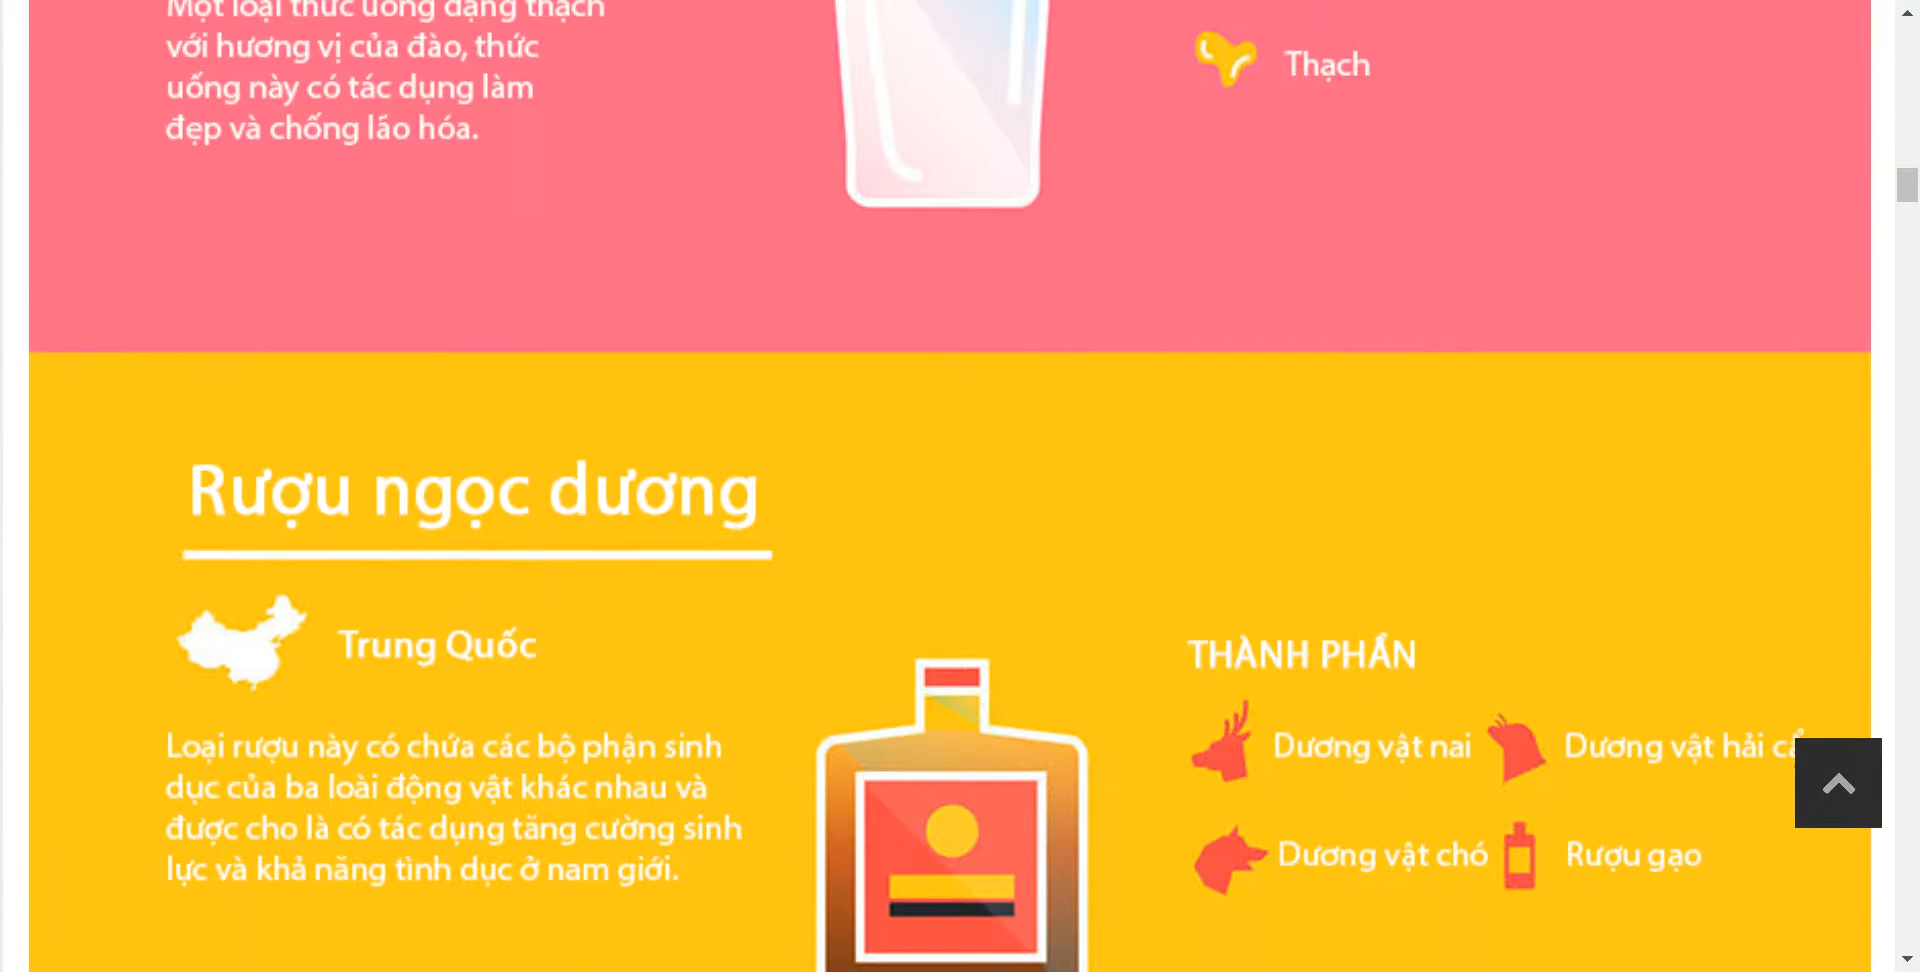 Một loại thức uống dạng thạch
với hương vị của đào, thức
uống này có tác dụng làm
đẹp và chống lão hóa.
Thạch
Rượu ngọc dương
Trung Quốc
Loại rượu này có chứa các bộ phận sinh
dục của ba loài động vật khác nhau và
được cho là có tác dụng tăng cường sinh
lực và khả năng tình dục ở nam giới.
THÀNH PHẦN
Dương vật nai
Dương vật hải cẩ
Dương vật chó
Rượu gạo